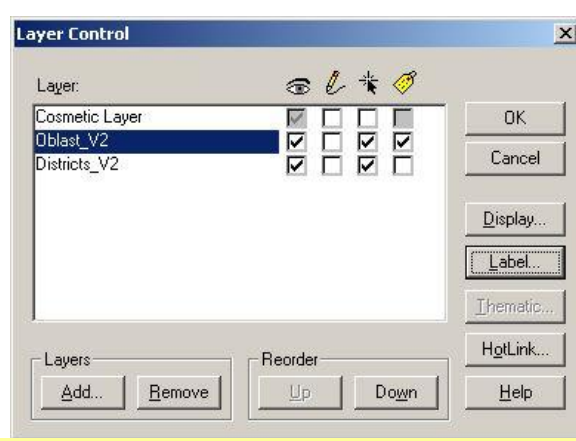 Layer Control
Layer:
Cosmetic Layer
Oblast_V2
Districts_V2
OK
Cancel
Display...
Label...
Thematic...
HotLink...
Help
Layers
Add...
Remove
Reorder
Up
Down